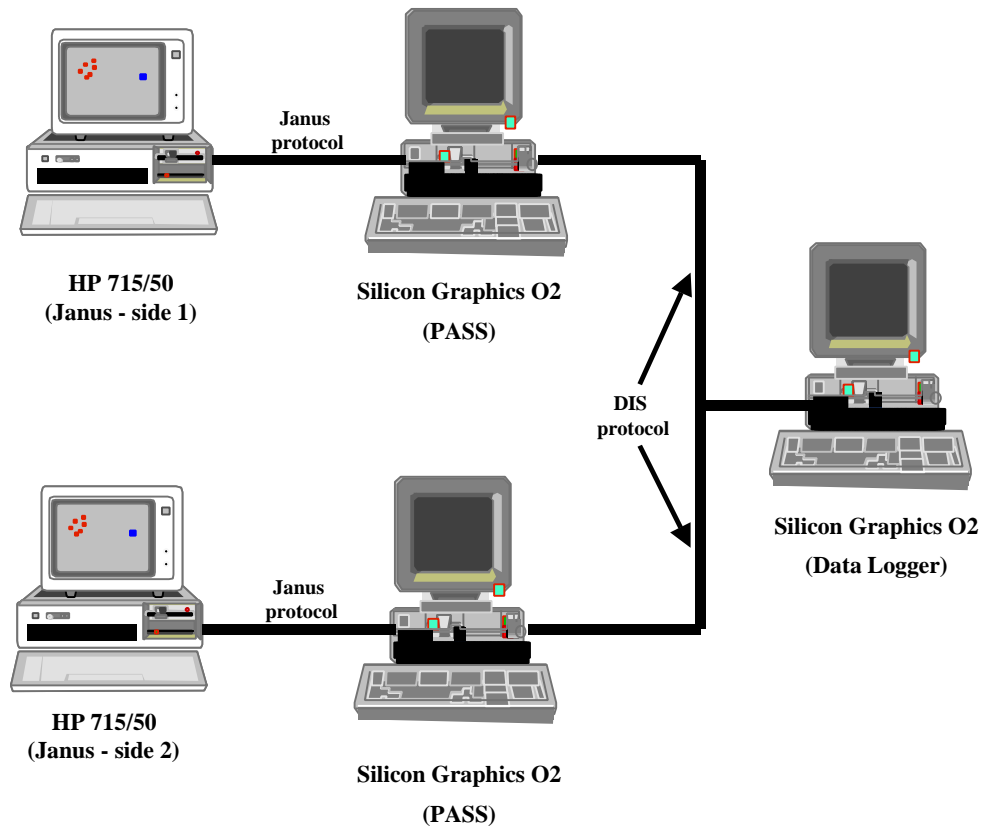 Janus
protocol
HP 715/50
(Janus - side 1)
Silicon Graphics O2
(PASS)
DIS
protocol
Silicon Graphics O2
(Data Logger)
Janus
protocol
HP 715/50
(Janus - side 2)
Silicon Graphics O2
(PASS)